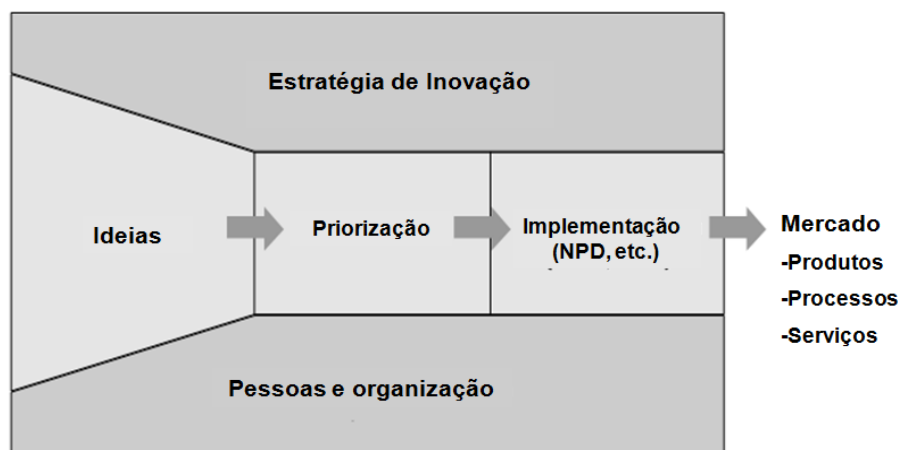 Estratégia de Inovação
Ideias
Priorização
Implementação
(NPD, etc.)
Mercado
-Produtos
-Processos
-Serviços
Pessoas e organização